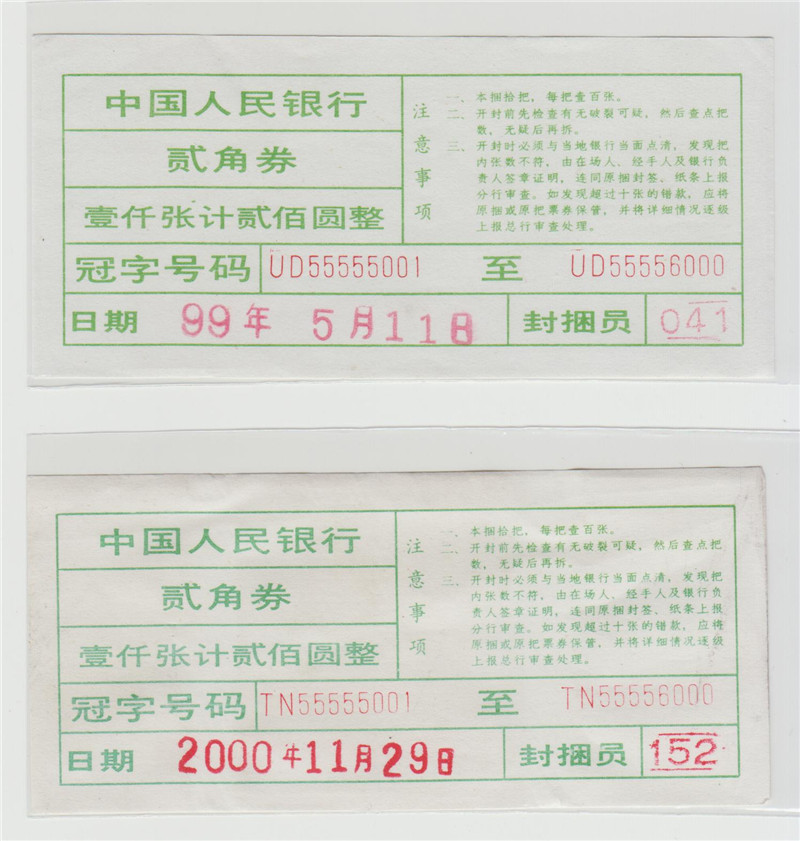 中国人民银行
贰角券
壹仟张计贰佰圆整
注意事项
一、本捆拾把，每把壹百张。
二、开封前先检查有无破裂可疑，然后查点把
数，无疑后再拆。
三、开封时必须与当地银行当面点清，发现把
内张数不符，由在场人、经手人及银行负
责人签章证明，连同原捆封签、纸条上报
分行审查。如发现超过十张的错款，应将
原捆或原把票券保管，并将详细情况逐级
上报总行审查处理。
冠字号码 UD55555001 至 UD55556000
日期 99年 5月11日 封捆员 041
中国人民银行
贰角券
壹仟张计贰佰圆整
注意事项
一、本捆拾把，每把壹百张。
二、开封前先检查有无破裂可疑，然后查点把
数，无疑后再拆。
三、开封时必须与当地银行当面点清，发现把
内张数不符，由在场人、经手人及银行负
责人签章证明，连同原捆封签、纸条上报
分行审查。如发现超过十张的错款，应将
原捆或原把票券保管，并将详细情况逐级
上报总行审查处理。
冠字号码 TN55555001 至 TN55556000
日期 2000年11月29日 封捆员 152